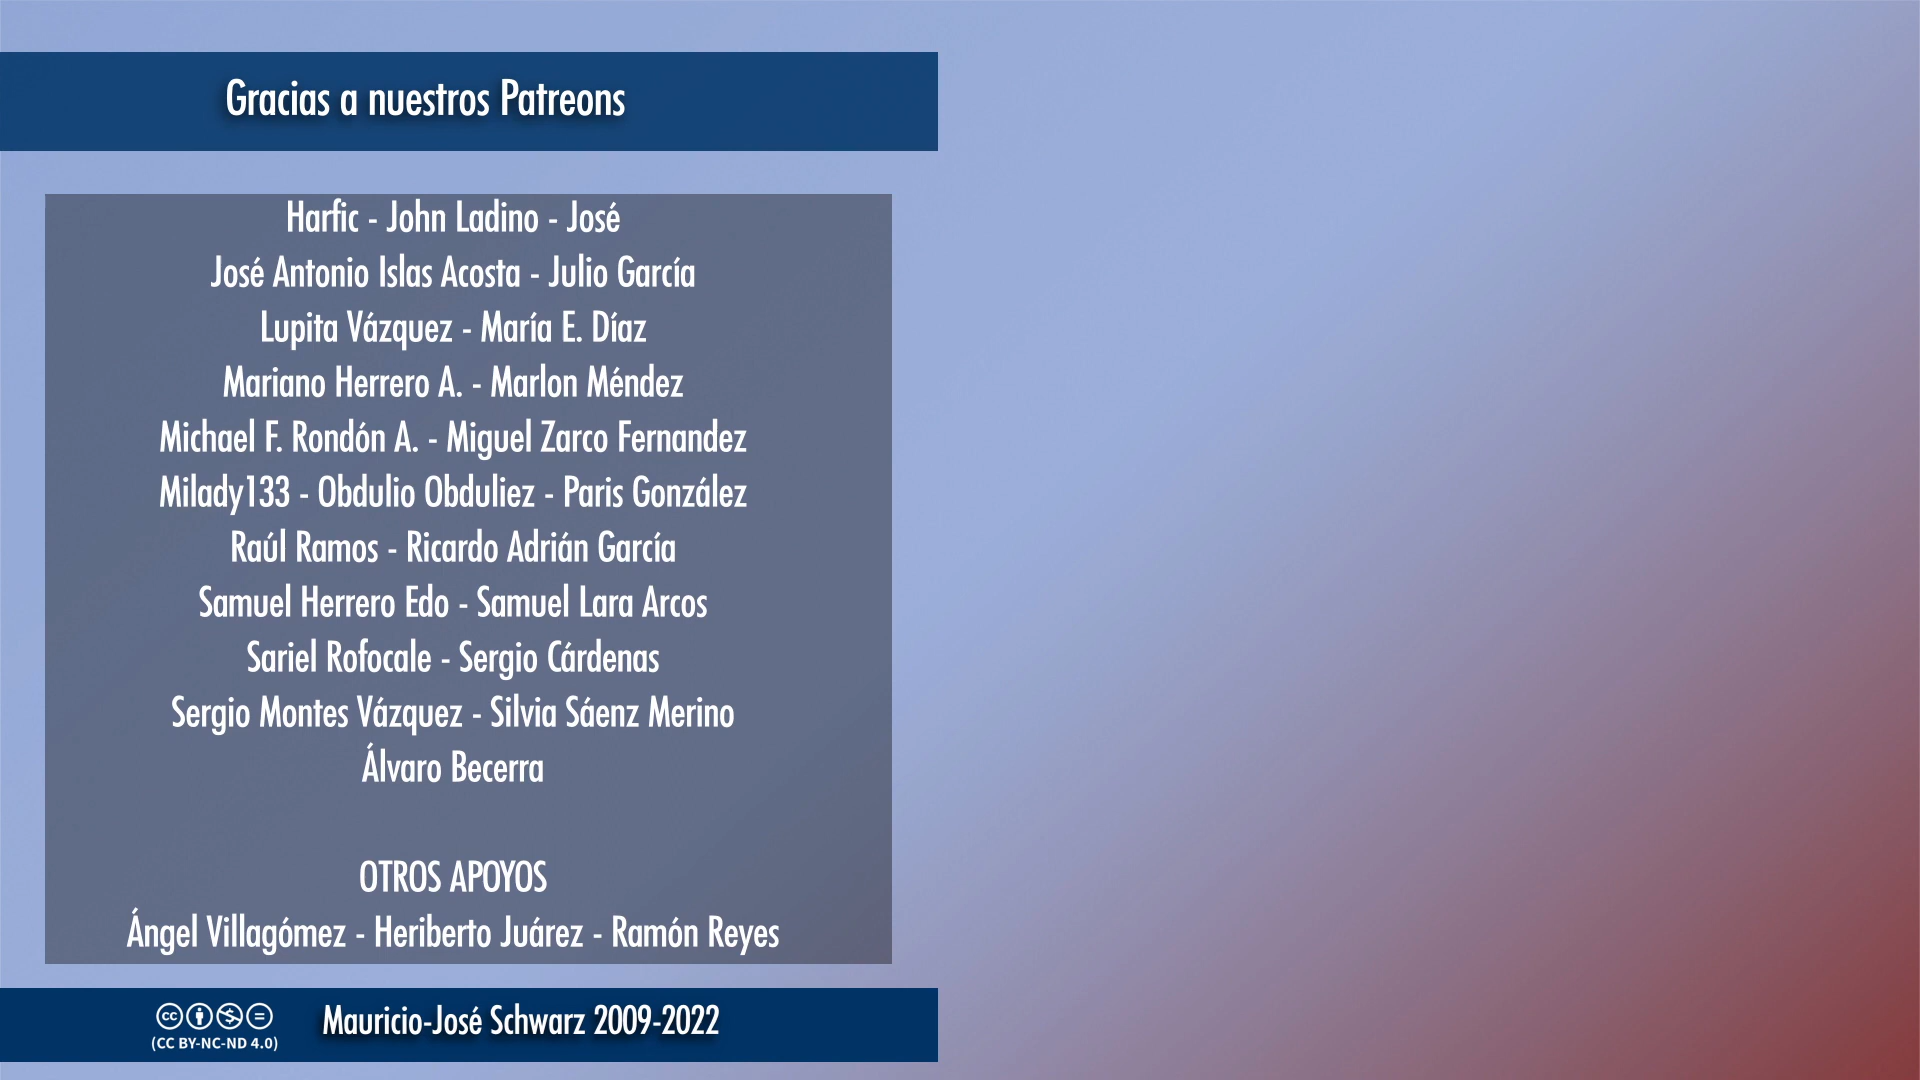 Gracias a nuestros Patreons
Harfic - John Ladino - José
José Antonio Islas Acosta - Julio García
Lupita Vázquez - María E. Díaz
Mariano Herrero A. - Marlon Méndez
Michael F. Rondón A. - Miguel Zarco Fernandez
Milady133 - Obdulio Obduliez - Paris González
Raúl Ramos - Ricardo Adrián García
Samuel Herrero Edo - Samuel Lara Arcos
Sariel Rofocale - Sergio Cárdenas
Sergio Montes Vázquez - Silvia Sáenz Merino
Álvaro Becerra
OTROS APOYOS
Ángel Villagómez - Heriberto Juárez - Ramón Reyes
cc
(CC BY-NC-ND 4.0)
Mauricio-José Schwarz 2009-2022